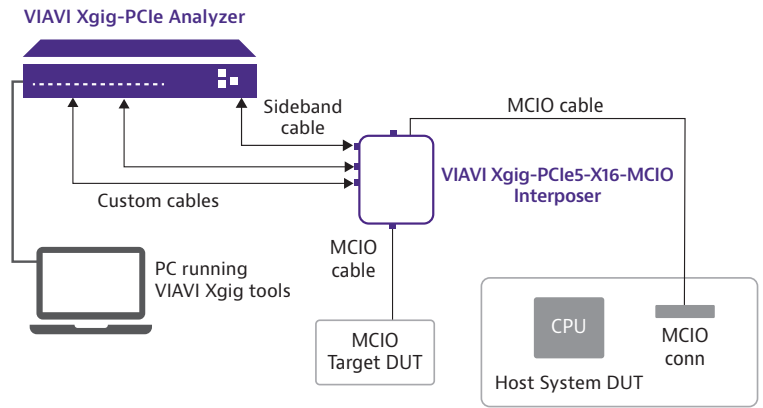 VIAVI Xgig-PCIe Analyzer
Sideband
cable
MCIO cable
VIAVI Xgig-PCIe5-X16-MCIO
Interposer
Custom cables
MCIO
cable
PC running
VIAVI Xgig tools
MCIO
Target DUT
CPU
MCIO
conn
Host System DUT